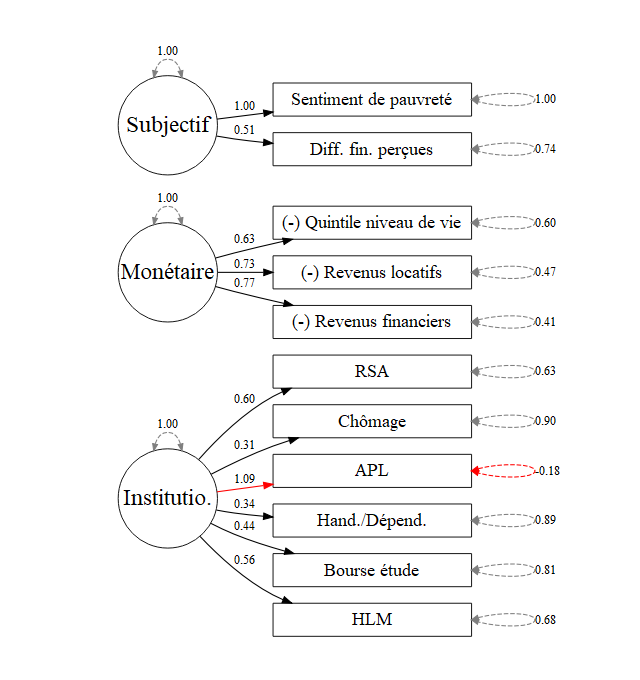 1.00
Subjectif
1.00
Sentiment de pauvreté
1.00
0.51
Diff. fin. perçues
0.74
1.00
Monétaire
0.63
(-) Quintile niveau de vie
0.60
0.73
(-) Revenus locatifs
0.47
0.77
(-) Revenus financiers
0.41
1.00
Institutio.
0.60
RSA
0.63
0.31
Chômage
0.90
1.09
APL
-0.18
0.34
Hand./Dépend.
0.89
0.44
Bourse étude
0.81
0.56
HLM
0.68